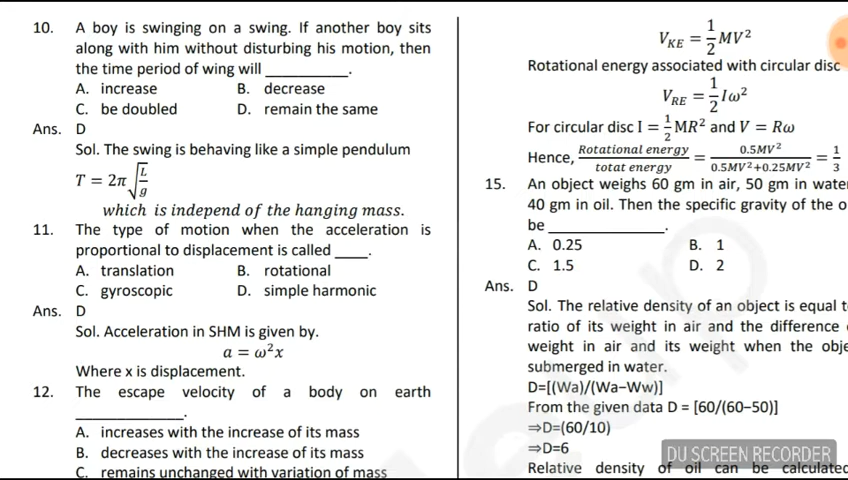 10. A boy is swinging on a swing. If another boy sits
along with him without disturbing his motion, then
the time period of wing will __________.
A. increase B. decrease
C. be doubled D. remain the same
Ans. D
Sol. The swing is behaving like a simple pendulum
T = 2π√(L/g)
which is independ of the hanging mass.
11. The type of motion when the acceleration is
proportional to displacement is called ____.
A. translation B. rotational
C. gyroscopic D. simple harmonic
Ans. D
Sol. Acceleration in SHM is given by.
a = ω²x
Where x is displacement.
12. The escape velocity of a body on earth
_____________.
A. increases with the increase of its mass
B. decreases with the increase of its mass
C. remains unchanged with variation of mass
V_KE = 1/2 MV²
Rotational energy associated with circular disc
V_RE = 1/2 Iω²
For circular disc I = 1/2 MR² and V = Rω
Hence, Rotational energy/totat energy = 0.5MV²/0.5MV²+0.25MV² = 1/3
15. An object weighs 60 gm in air, 50 gm in wate
40 gm in oil. Then the specific gravity of the o
be ______________.
A. 0.25 B. 1
C. 1.5 D. 2
Ans. D
Sol. The relative density of an object is equal t
ratio of its weight in air and the difference
weight in air and its weight when the obje
submerged in water.
D=[(Wa)/(Wa−Ww)]
From the given data D = [60/(60−50)]
⇒D=(60/10)
⇒D=6
Relative density of oil can be calculated
DU SCREEN RECORDER